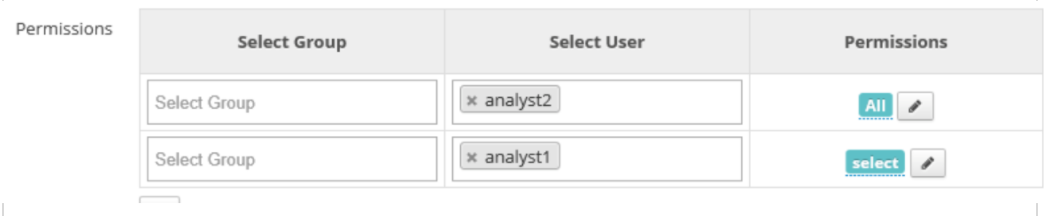 Permissions
Select Group Select User Permissions
Select Group × analyst2 All
Select Group × analyst1 select